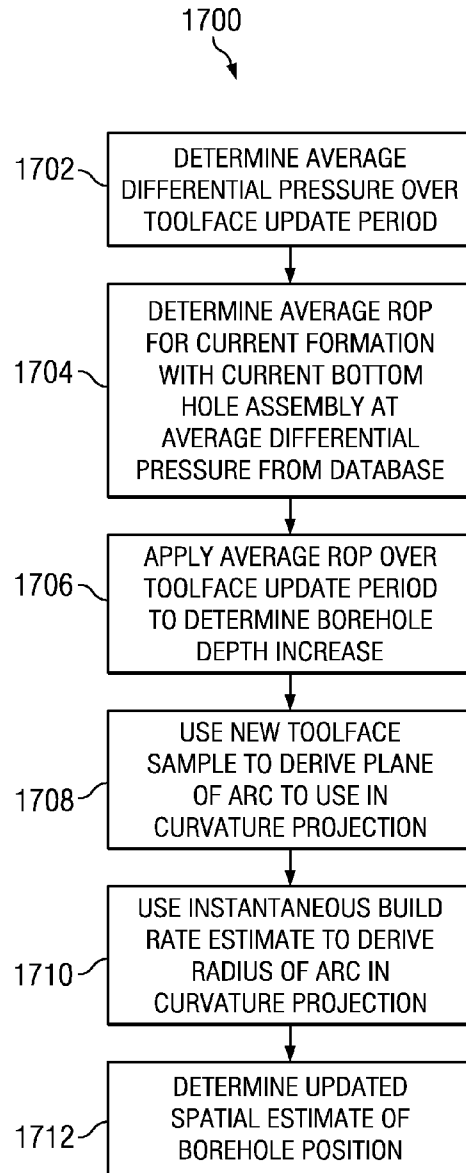 1700
1702
DETERMINE AVERAGE
DIFFERENTIAL PRESSURE OVER
TOOLFACE UPDATE PERIOD
1704
DETERMINE AVERAGE ROP
FOR CURRENT FORMATION
WITH CURRENT BOTTOM
HOLE ASSEMBLY AT
AVERAGE DIFFERENTIAL
PRESSURE FROM DATABASE
1706
APPLY AVERAGE ROP OVER
TOOLFACE UPDATE PERIOD
TO DETERMINE BOREHOLE
DEPTH INCREASE
1708
USE NEW TOOLFACE
SAMPLE TO DERIVE PLANE
OF ARC TO USE IN
CURVATURE PROJECTION
1710
USE INSTANTANEOUS BUILD
RATE ESTIMATE TO DERIVE
RADIUS OF ARC IN
CURVATURE PROJECTION
1712
DETERMINE UPDATED
SPATIAL ESTIMATE OF
BOREHOLE POSITION